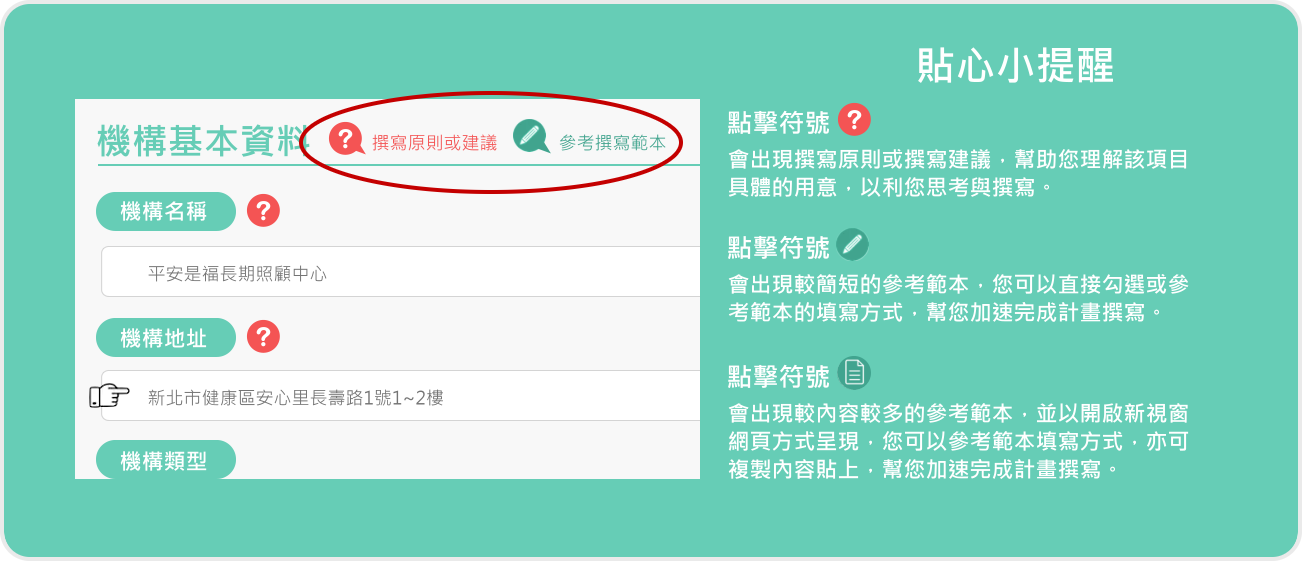 貼心小提醒
機構基本資料 ? 撰寫原則或建議 參考撰寫範本
機構名稱 ?
平安是福長期照顧中心
機構地址 ?
新北市健康區安心里長壽路1號1~2樓
機構類型
點擊符號 ?
會出現撰寫原則或撰寫建議，幫助您理解該項目
具體的用意，以利您思考與撰寫。
點擊符號
會出現較簡短的參考範本，您可以直接勾選或參
考範本的填寫方式，幫您加速完成計畫撰寫。
點擊符號
會出現較內容較多的參考範本，並以開啟新視窗
網頁方式呈現，您可以參考範本填寫方式，亦可
複製內容貼上，幫您加速完成計畫撰寫。